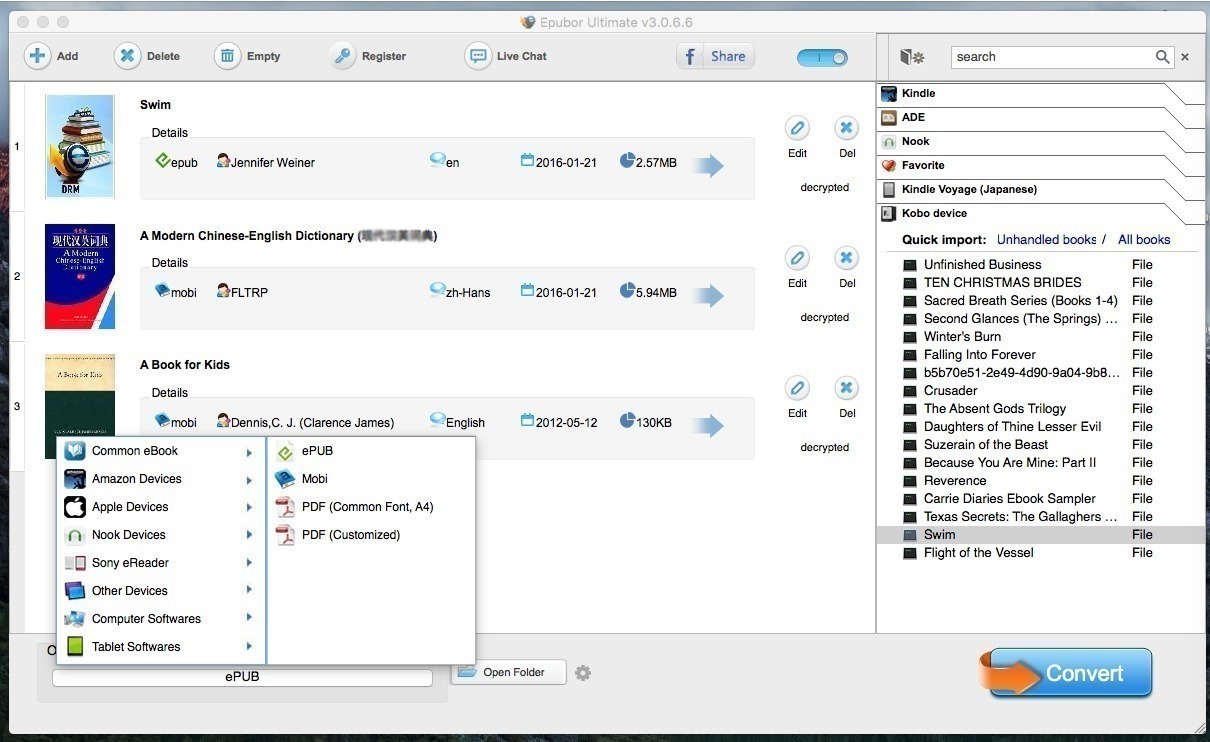 Epubor Ultimate v3.0.6.6
Add Delete Empty Register Live Chat f Share
search
1
DRM
Swim
Details
epub Jennifer Weiner en 2016-01-21 2.57MB
Edit Del
decrypted
2
现代汉英词典
A Modern
Chinese-English
Dictionary
A Modern Chinese-English Dictionary (
Details
mobi FLTRP zh-Hans 2016-01-21 5.94MB
Edit Del
decrypted
3
A Book for Kids
A Book for Kids
Details
mobi Dennis,C. J. (Clarence James) English 2012-05-12 130KB
Edit Del
decrypted
Common eBook
Amazon Devices
Apple Devices
Nook Devices
Sony eReader
Other Devices
Computer Softwares
Tablet Softwares
ePUB
Mobi
PDF (Common Font, A4)
PDF (Customized)
O
ePUB
Open Folder
Kindle
ADE
Nook
Favorite
Kindle Voyage (Japanese)
Kobo device
Quick import: Unhandled books / All books
Unfinished Business File
TEN CHRISTMAS BRIDES File
Sacred Breath Series (Books 1-4) File
Second Glances (The Springs) ... File
Winter's Burn File
Falling Into Forever File
b5b70e51-2e49-4d90-9a04-9b8... File
Crusader File
The Absent Gods Trilogy File
Daughters of Thine Lesser Evil File
Suzerain of the Beast File
Because You Are Mine: Part II File
Reverence File
Carrie Diaries Ebook Sampler File
Texas Secrets: The Gallaghers ... File
Swim File
Flight of the Vessel File
Convert